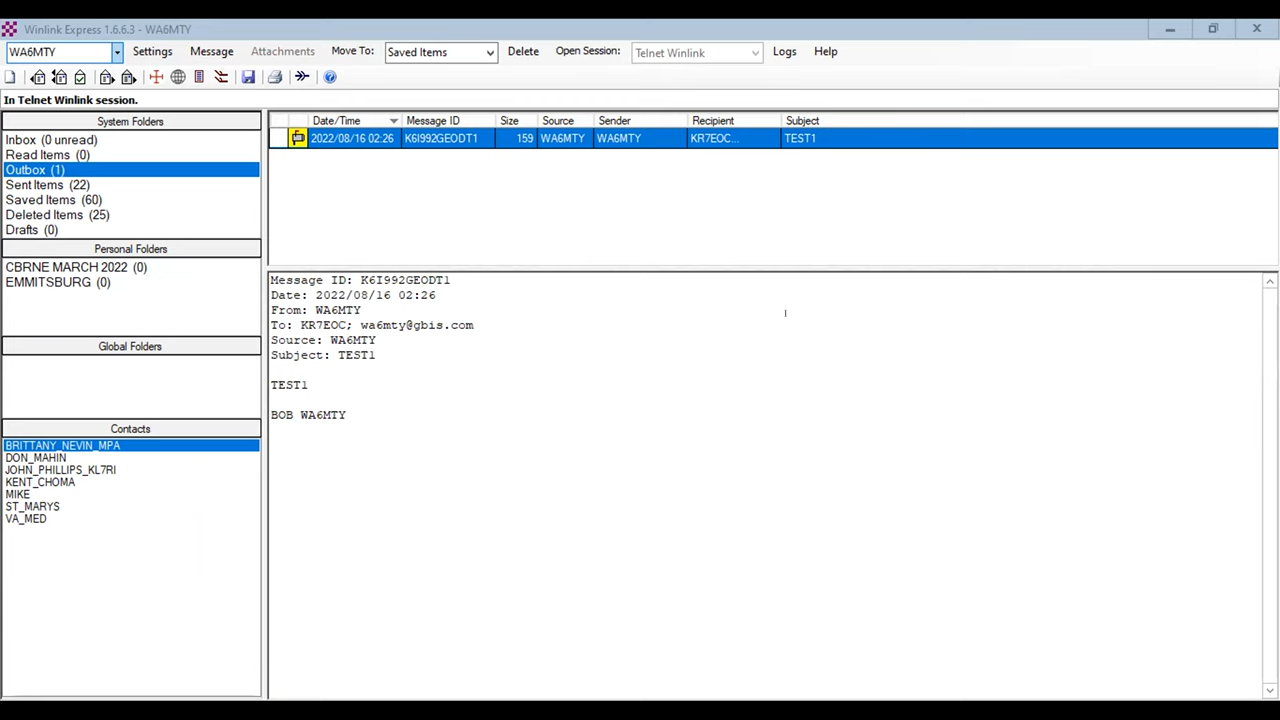 Winlink Express 1.6.6.3 - WA6MTY
WA6MTY Settings Message Attachments Move To: Saved Items Delete Open Session: Telnet Winlink Logs Help
In Telnet Winlink session.
System Folders
Inbox (0 unread)
Read Items (0)
Outbox (1)
Sent Items (22)
Saved Items (60)
Deleted Items (25)
Drafts (0)
Personal Folders
CBRNE MARCH 2022 (0)
EMMITSBURG (0)
Global Folders
Contacts
BRITTANY_NEVIN_MPA
DON_MAHIN
JOHN_PHILLIPS_KL7RI
KENT_CHOMA
MIKE
ST_MARYS
VA_MED
Date/Time Message ID Size Source Sender Recipient Subject
2022/08/16 02:26 K6I992GEODT1 159 WA6MTY WA6MTY KR7EOC... TEST1
Message ID: K6I992GEODT1
Date: 2022/08/16 02:26
From: WA6MTY
To: KR7EOC; wa6mty@gbis.com
Source: WA6MTY
Subject: TEST1
TEST1
BOB WA6MTY